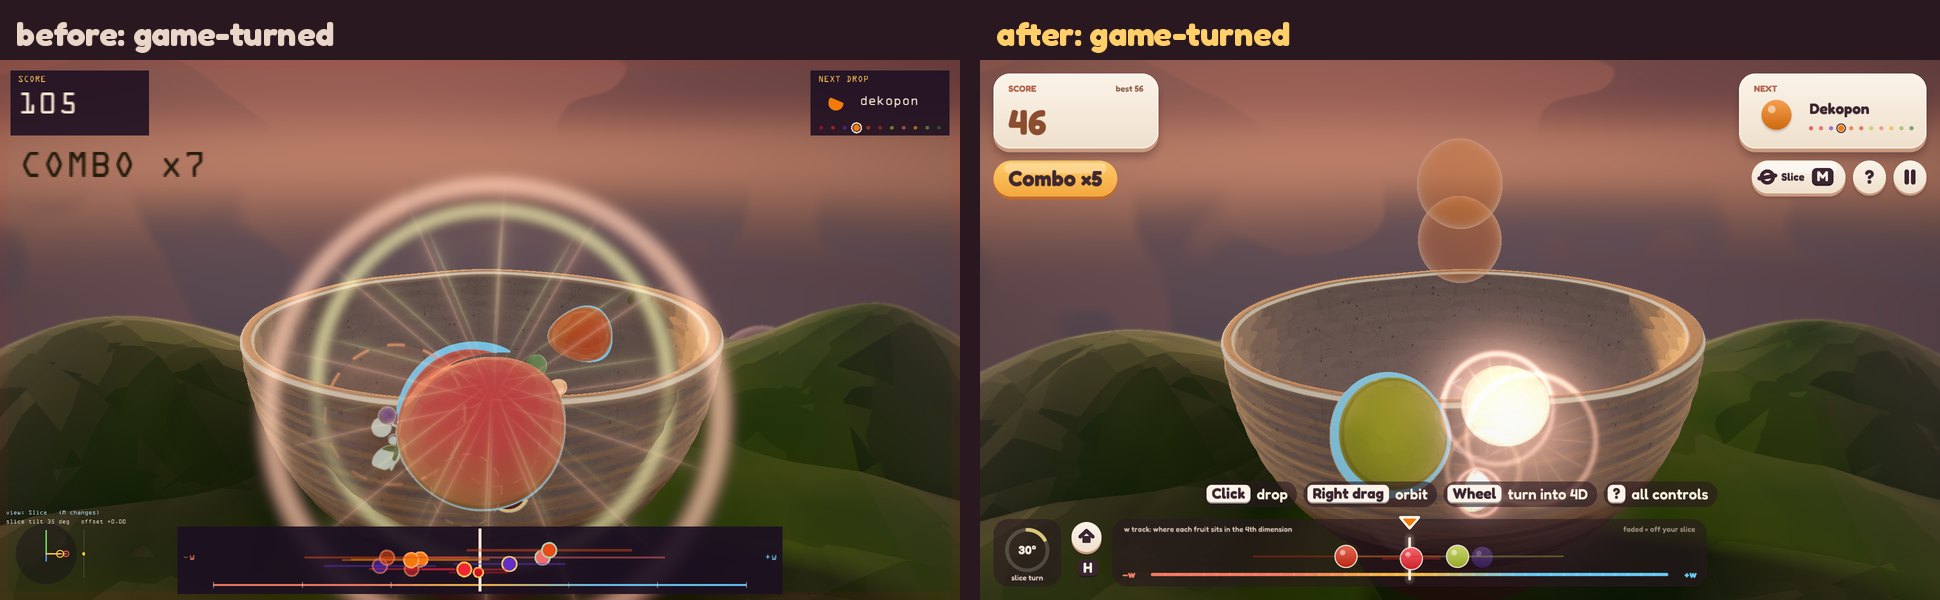 before: game-turned
SCORE
105
NEXT DROP
dekopon
COMBO x7
view: Slice (M changes)
slice tilt 35 deg offset +0.00
-w
+w
after: game-turned
SCORE
best 56
46
NEXT
Dekopon
Combo ×5
Slice M
?
Click drop
Right drag orbit
Wheel turn into 4D
? all controls
30°
slice turn
H
w track: where each fruit sits in the 4th dimension
faded = off your slice
-w
+w